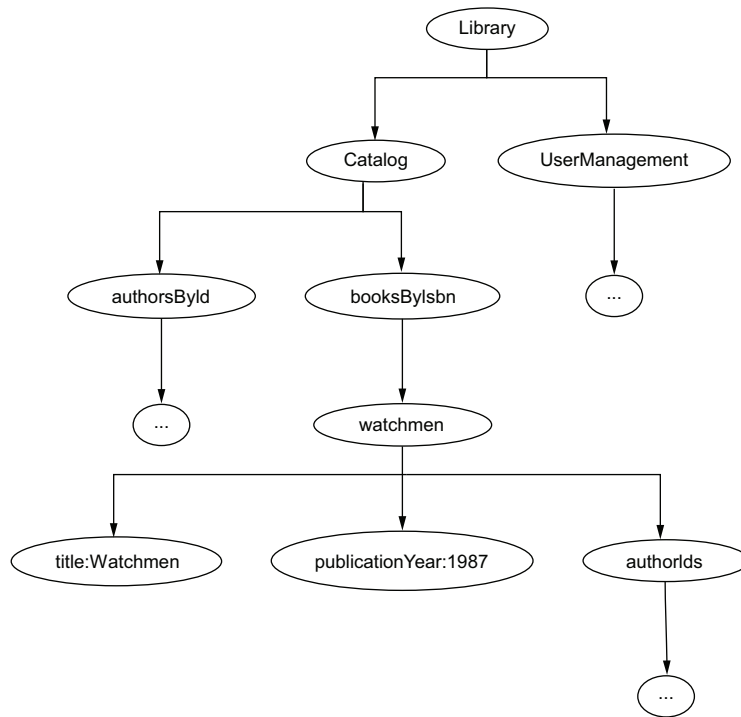 Library
Catalog
UserManagement
authorsById
booksByIsbn
...
...
watchmen
title:Watchmen
publicationYear:1987
authorIds
...